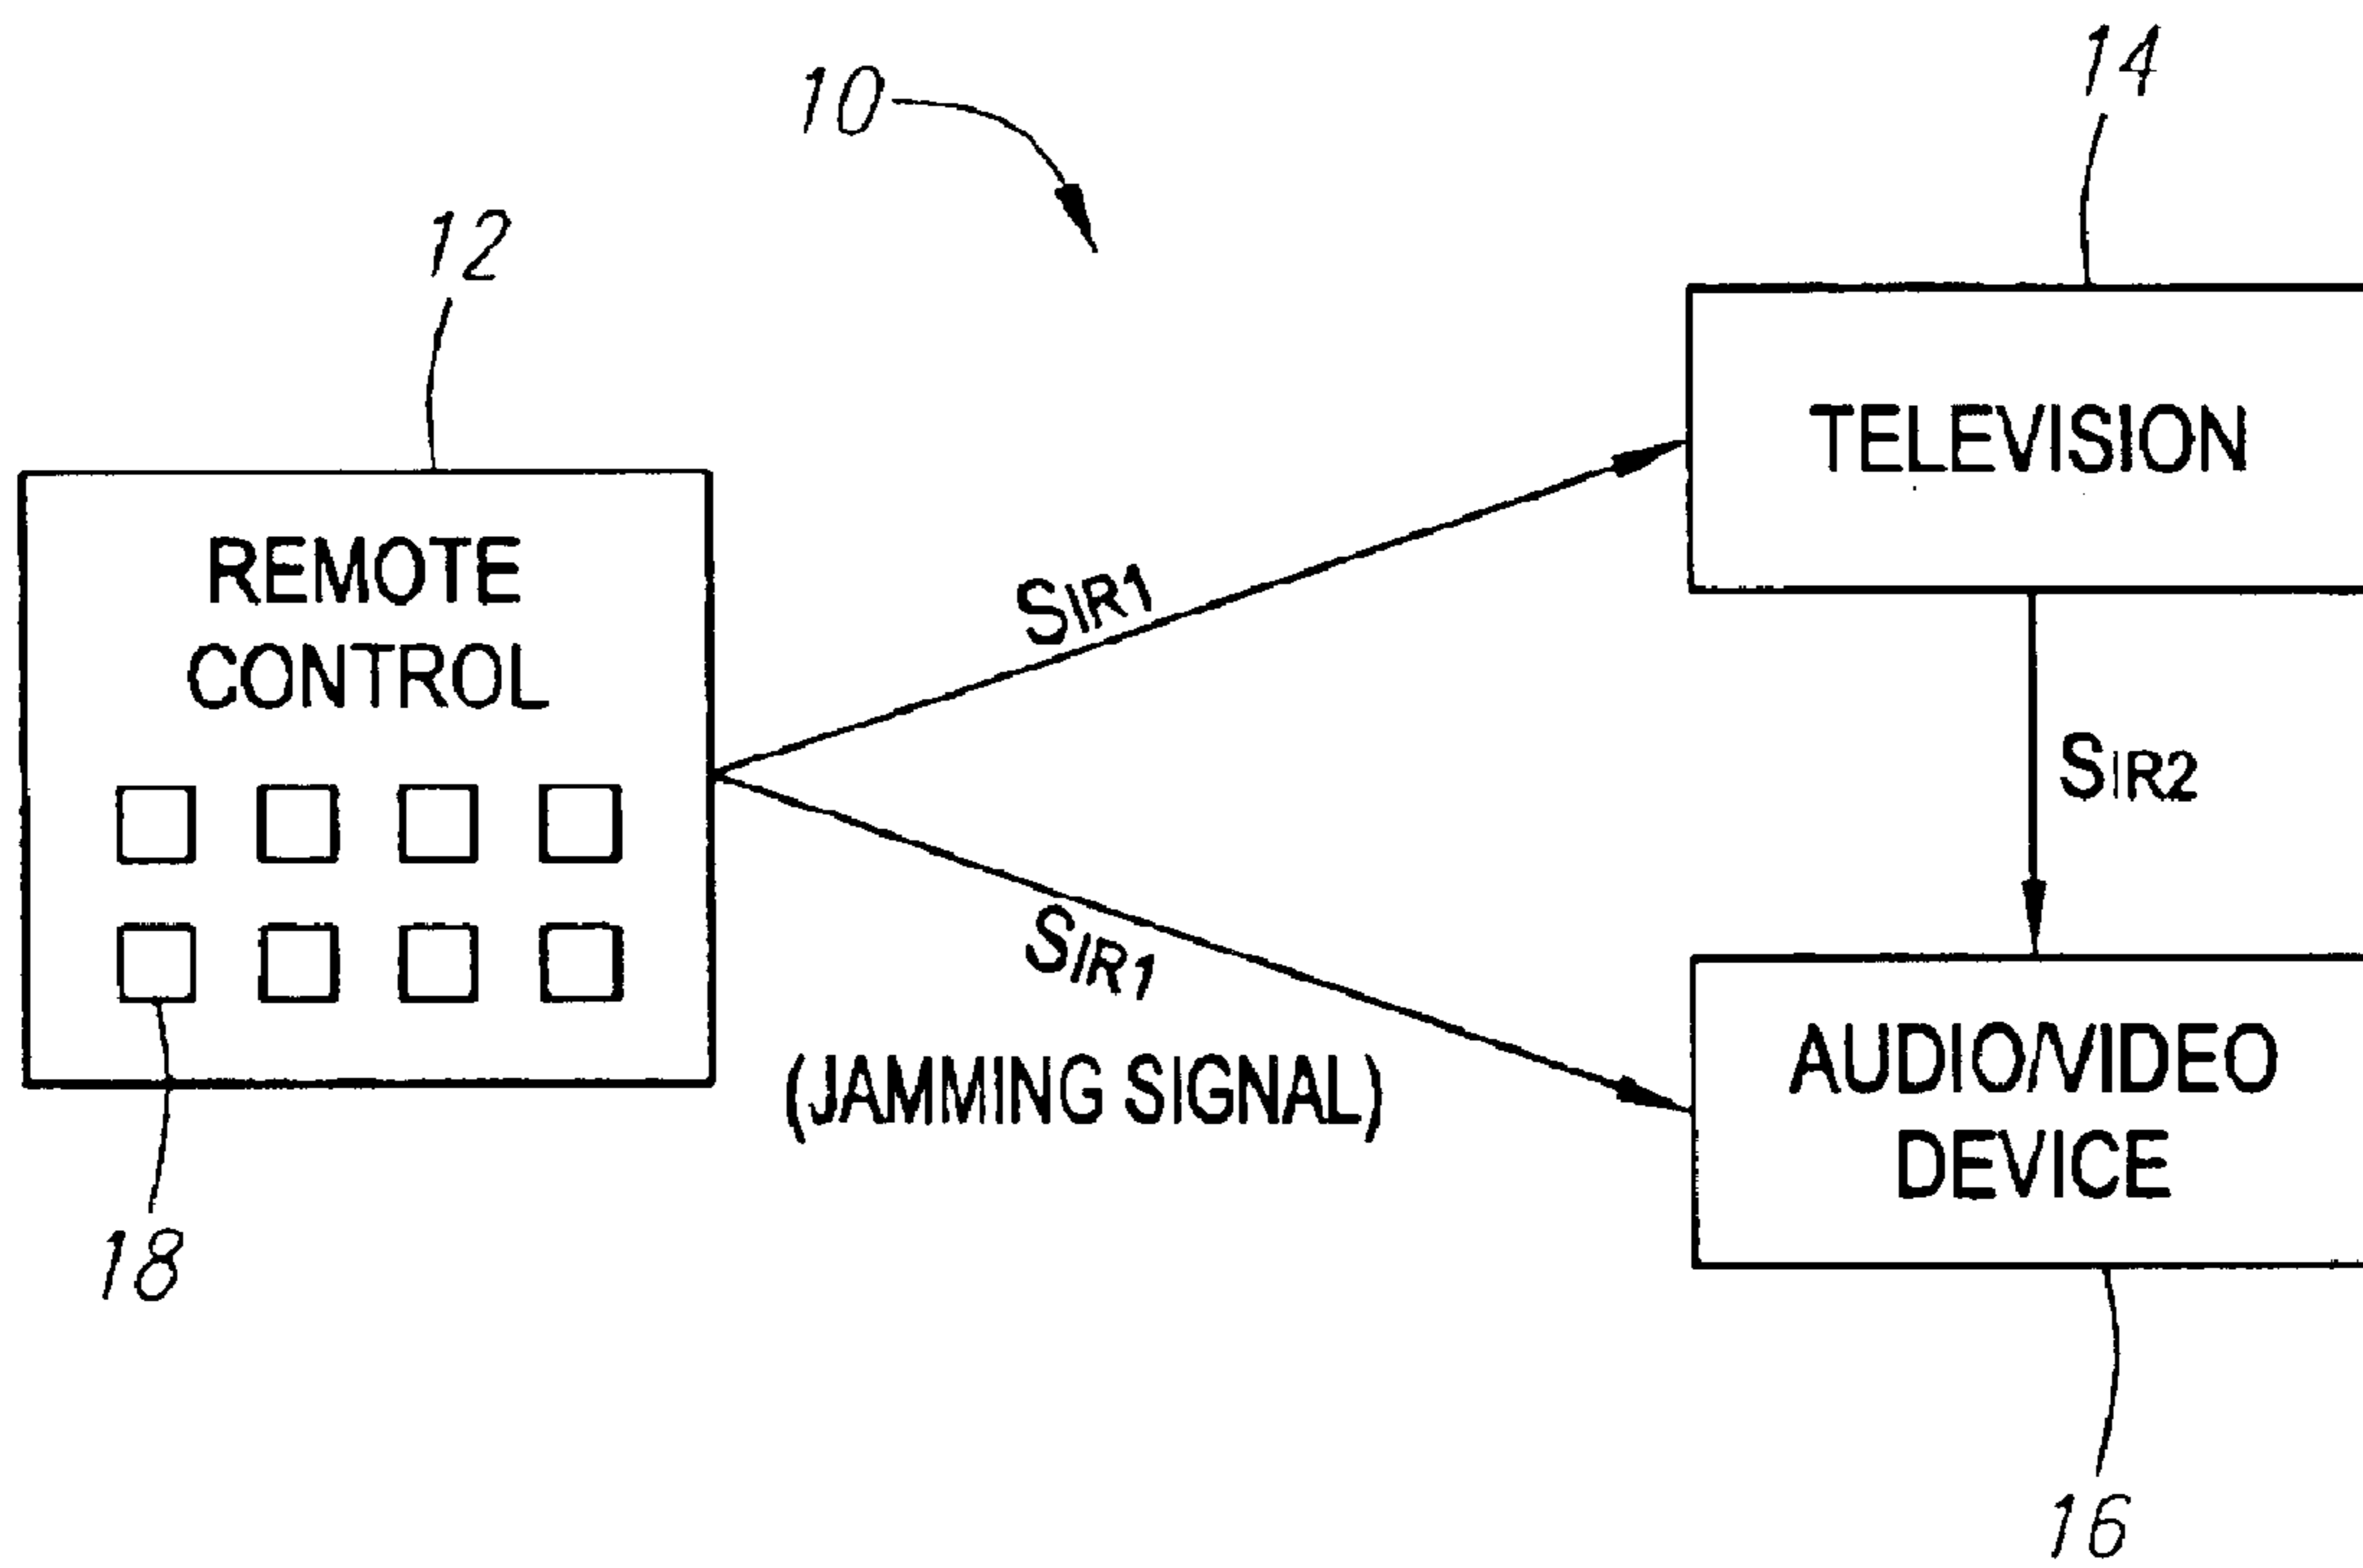 10
14
12
TELEVISION
REMOTE
CONTROL
SIR1
SIR2
SIR1
(JAMMING SIGNAL)
AUDIO/VIDEO
DEVICE
18
16